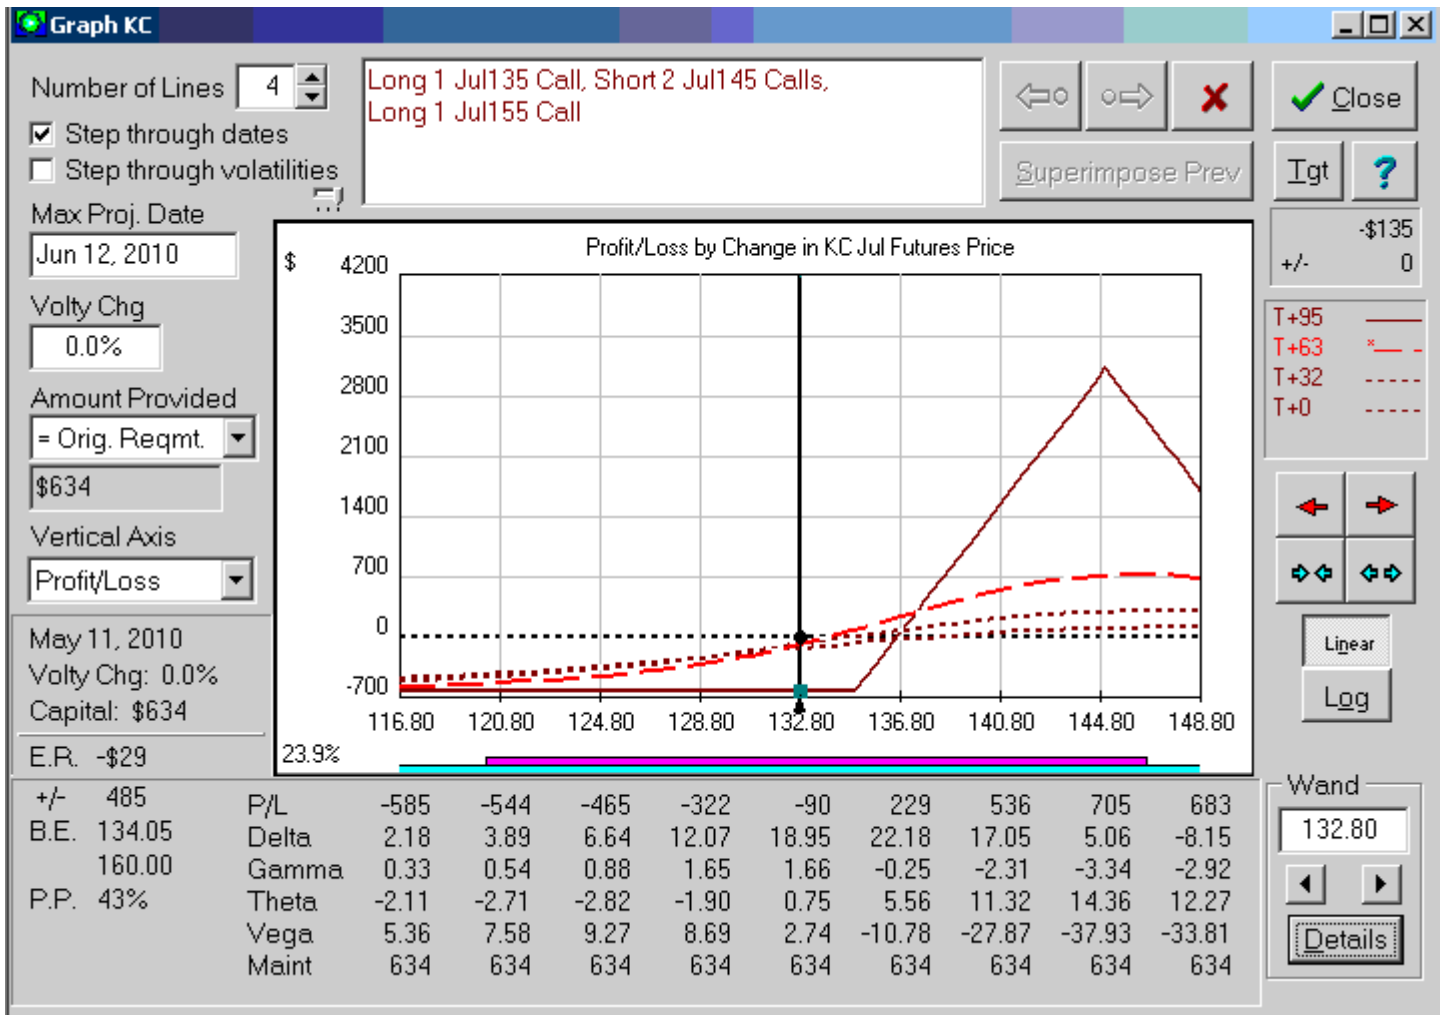 Graph KC
Number of Lines 4
Step through dates
Step through volatilities
Long 1 Jul135 Call, Short 2 Jul145 Calls,
Long 1 Jul155 Call
Close
Superimpose Prev
Tgt ?
Max Proj. Date
Jun 12, 2010
Volty Chg
0.0%
Amount Provided
= Orig. Reqmt.
$634
Vertical Axis
Profit/Loss
May 11, 2010
Volty Chg: 0.0%
Capital: $634
E.R. -$29
Profit/Loss by Change in KC Jul Futures Price
$
4200
3500
2800
2100
1400
700
0
-700
116.80 120.80 124.80 128.80 132.80 136.80 140.80 144.80 148.80
23.9%
-$135
+/- 0
T+95
T+63
T+32
T+0
Linear
Log
+/- 485
B.E. 134.05
160.00
P.P. 43%
P/L -585 -544 -465 -322 -90 229 536 705 683
Delta 2.18 3.89 6.64 12.07 18.95 22.18 17.05 5.06 -8.15
Gamma 0.33 0.54 0.88 1.65 1.66 -0.25 -2.31 -3.34 -2.92
Theta -2.11 -2.71 -2.82 -1.90 0.75 5.56 11.32 14.36 12.27
Vega 5.36 7.58 9.27 8.69 2.74 -10.78 -27.87 -37.93 -33.81
Maint 634 634 634 634 634 634 634 634 634
Wand
132.80
Details